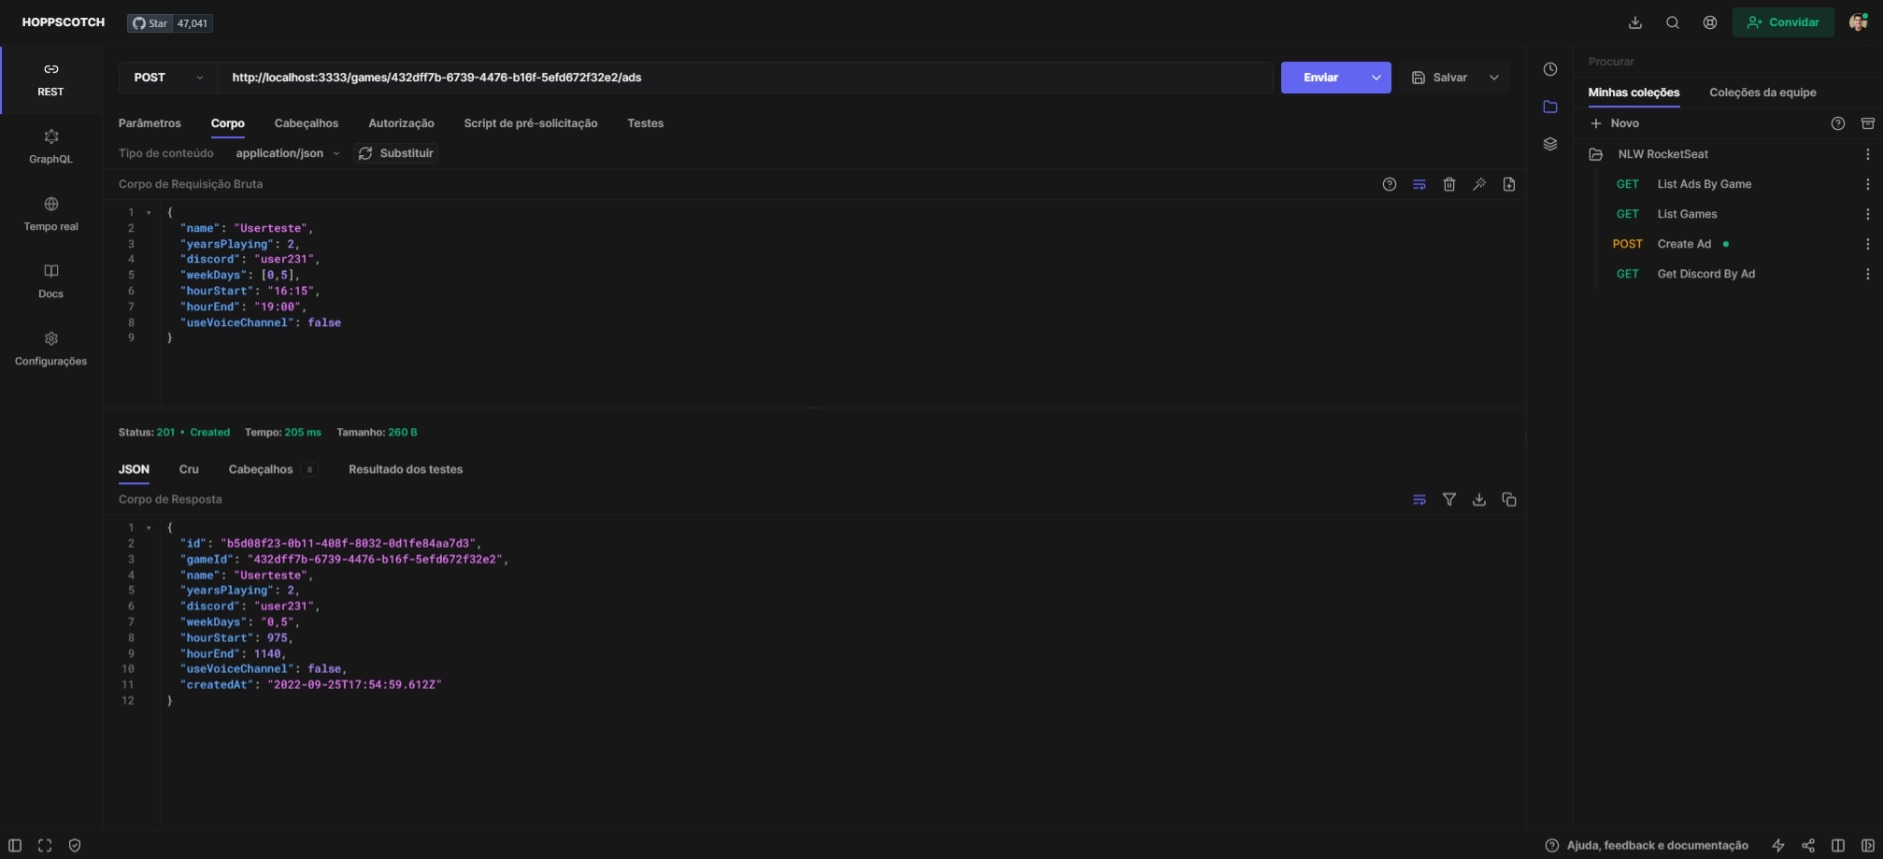 HOPPSCOTCH
Star 47,041
Convidar
REST
GraphQL
Tempo real
Docs
Configurações
POST
http://localhost:3333/games/432dff7b-6739-4476-b16f-5efd672f32e2/ads
Enviar
Salvar
Parâmetros Corpo Cabeçalhos Autorização Script de pré-solicitação Testes
Tipo de conteúdo application/json Substituir
Corpo de Requisição Bruta
1 {
2 "name": "Userteste",
3 "yearsPlaying": 2,
4 "discord": "user231",
5 "weekDays": [0,5],
6 "hourStart": "16:15",
7 "hourEnd": "19:00",
8 "useVoiceChannel": false
9 }
Status: 201 • Created Tempo: 205 ms Tamanho: 260 B
JSON Cru Cabeçalhos 8 Resultado dos testes
Corpo de Resposta
1 {
2 "id": "b5d08f23-0b11-408f-8032-0d1fe84aa7d3",
3 "gameId": "432dff7b-6739-4476-b16f-5efd672f32e2",
4 "name": "Userteste",
5 "yearsPlaying": 2,
6 "discord": "user231",
7 "weekDays": "0,5",
8 "hourStart": 975,
9 "hourEnd": 1140,
10 "useVoiceChannel": false,
11 "createdAt": "2022-09-25T17:54:59.612Z"
12 }
Procurar
Minhas coleções Coleções da equipe
Novo
NLW RocketSeat
GET List Ads By Game
GET List Games
POST Create Ad
GET Get Discord By Ad
Ajuda, feedback e documentação